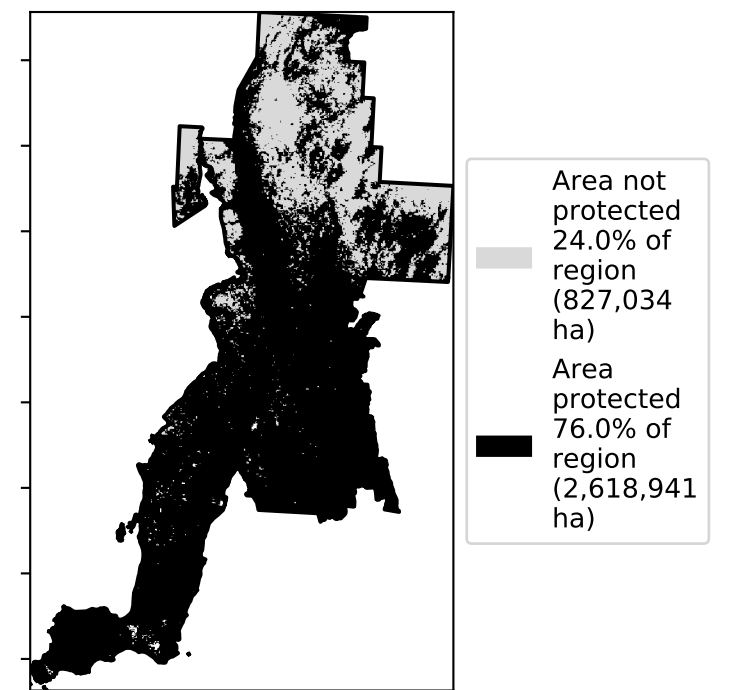 Area not
protected
24.0% of
region
(827,034
ha)
Area
protected
76.0% of
region
(2,618,941
ha)